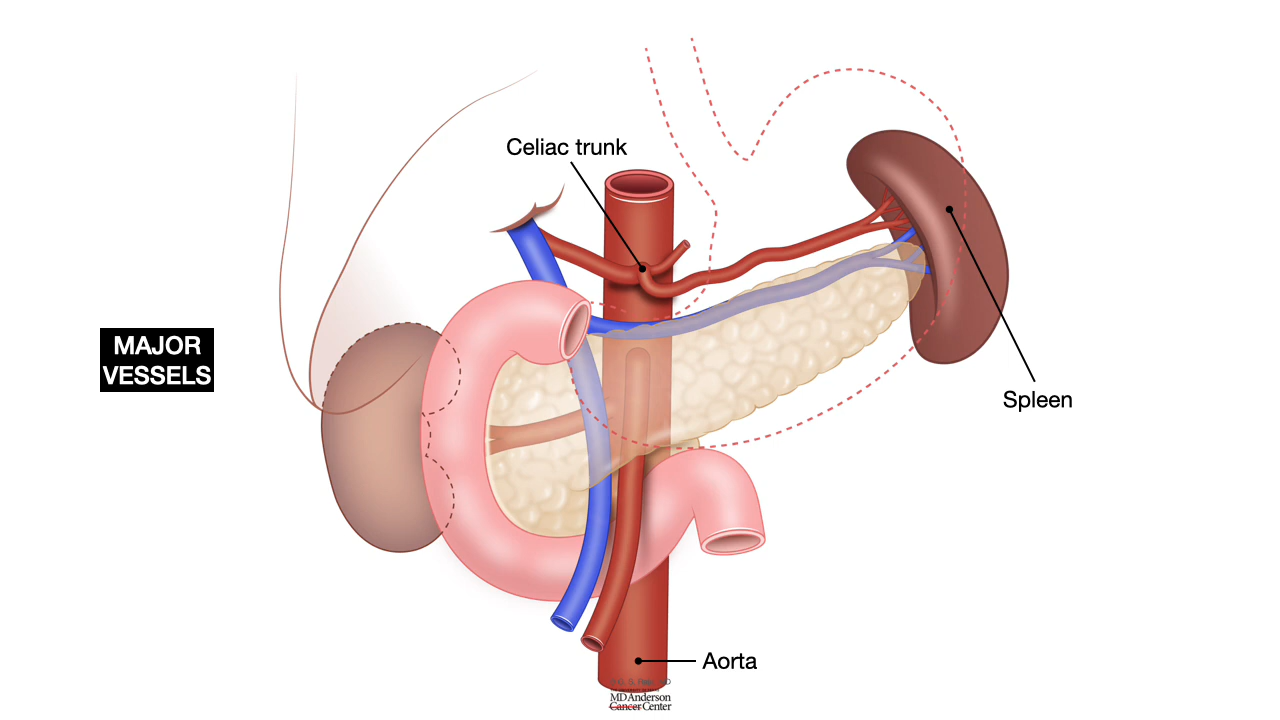 Celiac trunk
MAJOR
VESSELS
Spleen
Aorta
MDAnderson
Cancer Center